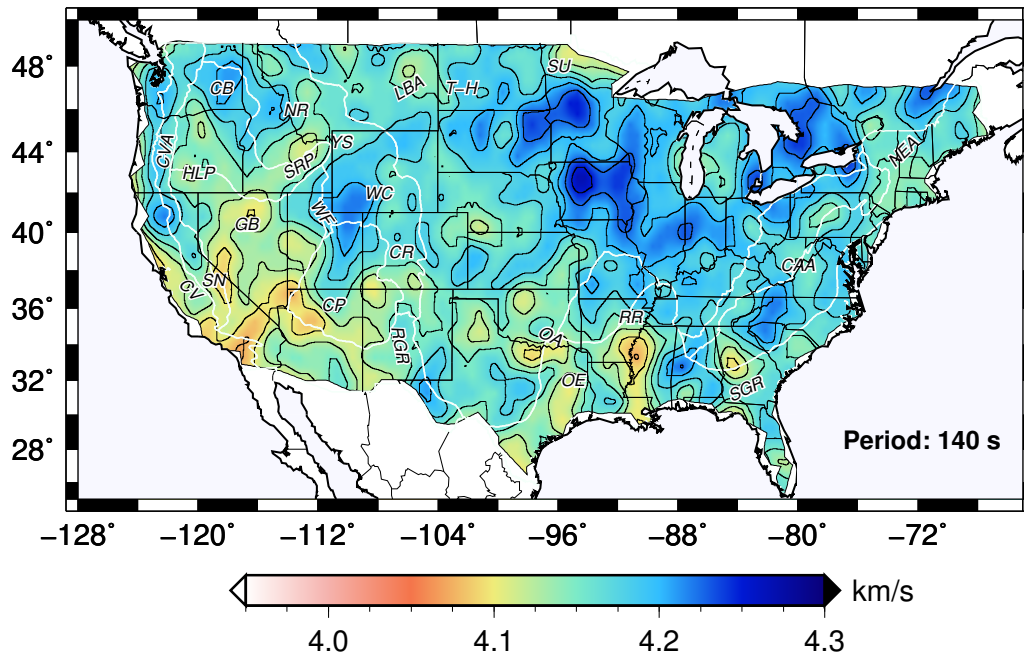 48°
44°
40°
36°
32°
28°
SU
CB
LBA
T-H
NR
CVA
YS
NEA
HLP
SRP
WC
WF
GB
CR
CAA
SN
CV
CP
RR
RGR
OA
OE
SGR
Period: 140 s
−128° −120° −112° −104° −96° −88° −80° −72°
km/s
4.0 4.1 4.2 4.3